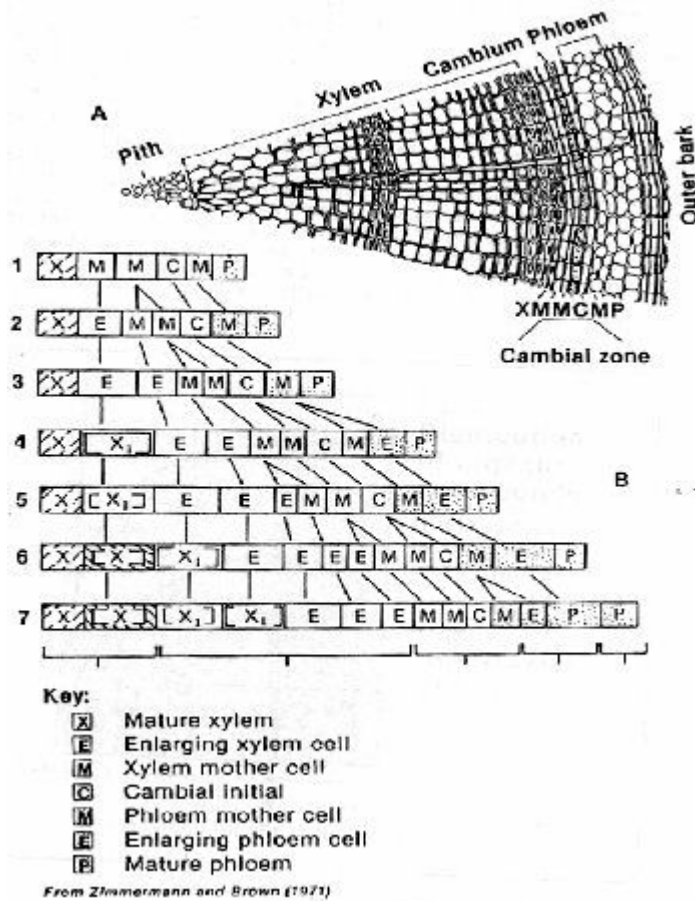 Cambium Phloem
Xylem
A
Pith
Outer bark
1 X M M C M P
XMMCMP
2 X E M M C M P
Cambial zone
3 X E E M M C M P
4 X X₁ E E M M C M E P
B
5 X X₁ E E E M M C M E P
6 X X X₁ E E E E M M C M E P
7 X X X₁ X₁ E E E M M C M E P P
Key:
X Mature xylem
E Enlarging xylem cell
M Xylem mother cell
C Cambial initial
M Phloem mother cell
E Enlarging phloem cell
P Mature phloem
From Zimmermann and Brown (1971)